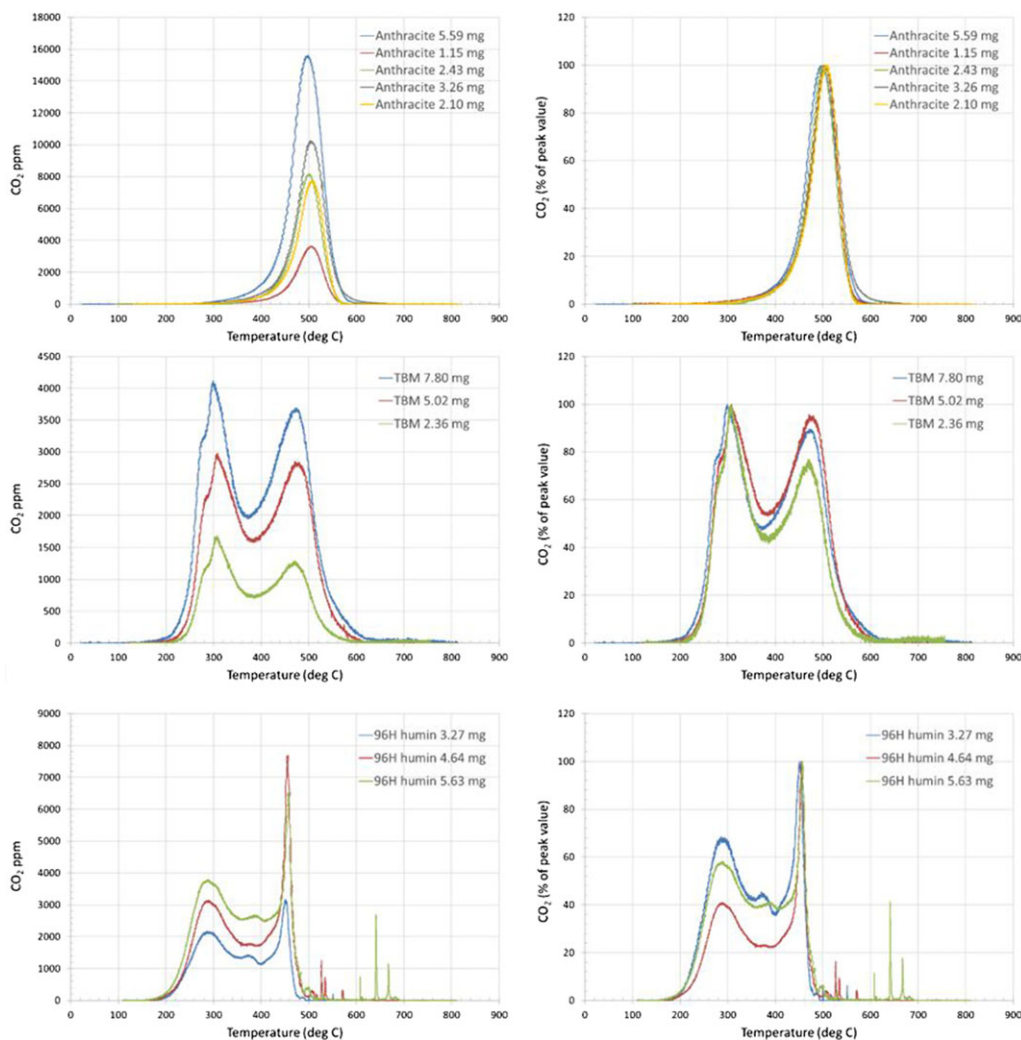 18000
16000
14000
12000
10000
8000
6000
4000
2000
0
CO2 ppm
Anthracite 5.59 mg
Anthracite 1.15 mg
Anthracite 2.43 mg
Anthracite 3.26 mg
Anthracite 2.10 mg
0 100 200 300 400 500 600 700 800 900
Temperature (deg C)
120
100
80
60
40
20
0
CO2 (% of peak value)
Anthracite 5.59 mg
Anthracite 1.15 mg
Anthracite 2.43 mg
Anthracite 3.26 mg
Anthracite 2.10 mg
0 100 200 300 400 500 600 700 800 900
Temperature (deg C)
4500
4000
3500
3000
2500
2000
1500
1000
500
0
CO2 ppm
TBM 7.80 mg
TBM 5.02 mg
TBM 2.36 mg
0 100 200 300 400 500 600 700 800 900
Temperature (deg C)
120
100
80
60
40
20
0
CO2 (% of peak value)
TBM 7.80 mg
TBM 5.02 mg
TBM 2.36 mg
0 100 200 300 400 500 600 700 800 900
Temperature (deg C)
9000
8000
7000
6000
5000
4000
3000
2000
1000
0
CO2 ppm
96H humin 3.27 mg
96H humin 4.64 mg
96H humin 5.63 mg
0 100 200 300 400 500 600 700 800 900
Temperature (deg C)
120
100
80
60
40
20
0
CO2 (% of peak value)
96H humin 3.27 mg
96H humin 4.64 mg
96H humin 5.63 mg
0 100 200 300 400 500 600 700 800 900
Temperature (deg C)